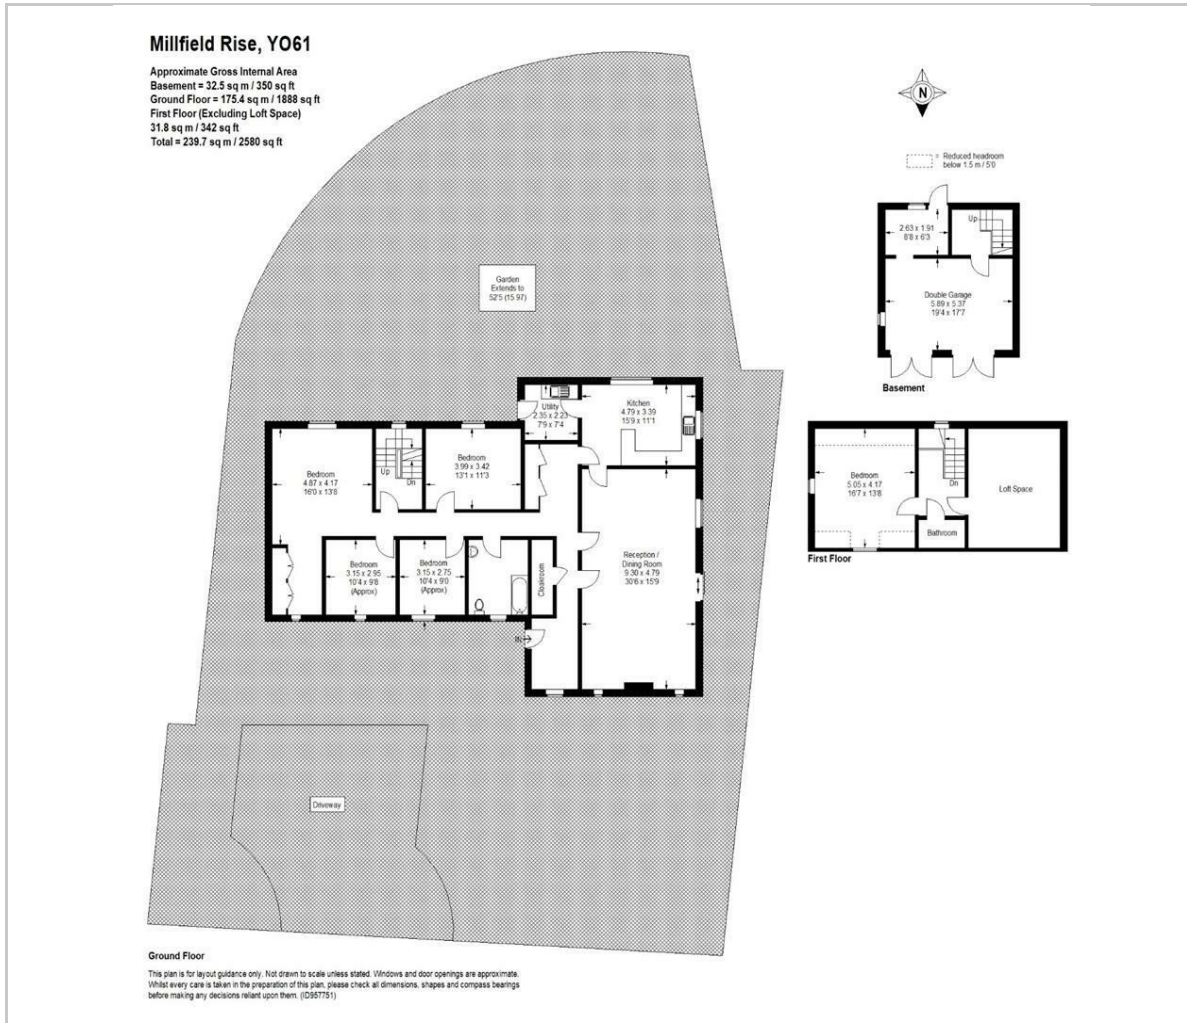 Millfield Rise, YO61
Approximate Gross Internal Area
Basement = 32.5 sq m / 350 sq ft
Ground Floor = 175.4 sq m / 1888 sq ft
First Floor (Excluding Loft Space)
31.8 sq m / 342 sq ft
Total = 239.7 sq m / 2580 sq ft
N
= Reduced headroom
below 1.5 m / 5'0
Up
2.63 x 1.91
8'8 x 6'3
Double Garage
5.89 x 5.37
19'4 x 17'7
Basement
Garden
Extends to
52'5 (15.97)
Utility
2.35 x 2.23
7'9 x 7'4
Kitchen
4.79 x 3.39
15'9 x 11'1
Bedroom
4.87 x 4.17
16'0 x 13'8
Up
Dn
Bedroom
3.99 x 3.42
13'1 x 11'3
Bedroom
3.15 x 2.95
10'4 x 9'8
(Approx)
Bedroom
3.15 x 2.75
10'4 x 9'0
(Approx)
Cloakroom
Reception /
Dining Room
9.30 x 4.79
30'6 x 15'9
IN
Bedroom
5.05 x 4.17
16'7 x 13'8
Dn
Loft Space
Bathroom
First Floor
Driveway
Ground Floor
This plan is for layout guidance only. Not drawn to scale unless stated. Windows and door openings are approximate.
Whilst every care is taken in the preparation of this plan, please check all dimensions, shapes and compass bearings
before making any decisions reliant upon them. (ID957751)